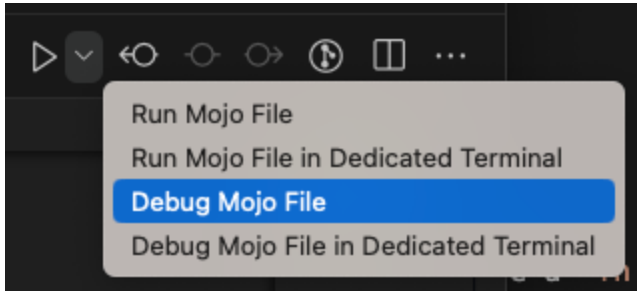 Run Mojo File
Run Mojo File in Dedicated Terminal
Debug Mojo File
Debug Mojo File in Dedicated Terminal